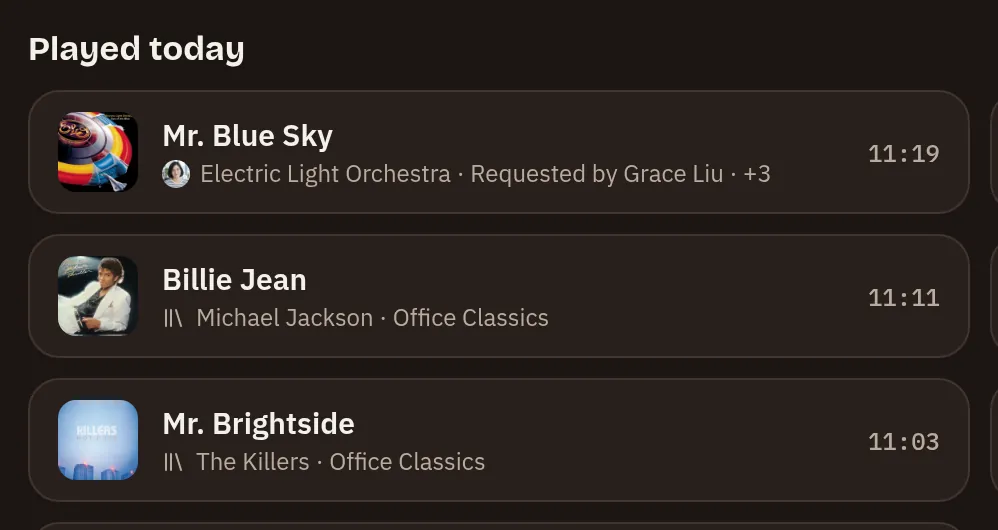 Played today
Mr. Blue Sky
Electric Light Orchestra · Requested by Grace Liu · +3
11:19
Billie Jean
Michael Jackson · Office Classics
11:11
KILLERS
Mr. Brightside
The Killers · Office Classics
11:03